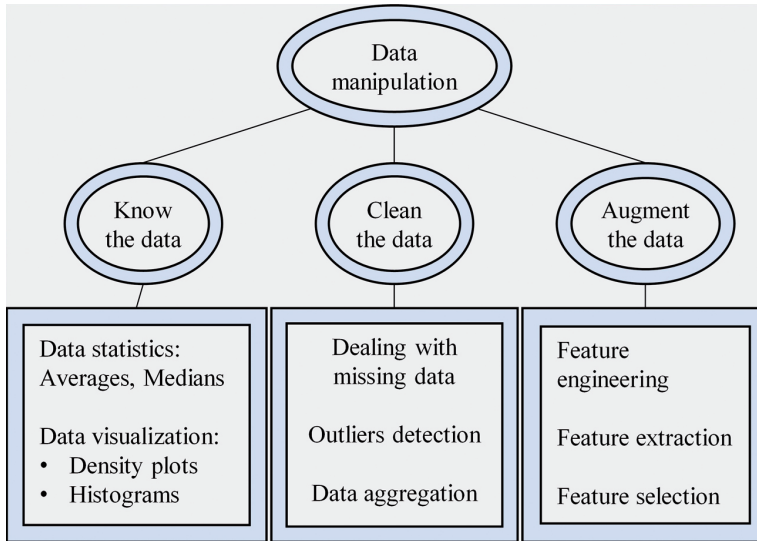 Data
manipulation
Know
the data
Clean
the data
Augment
the data
Data statistics:
Averages, Medians
Data visualization:
• Density plots
• Histograms
Dealing with
missing data
Outliers detection
Data aggregation
Feature
engineering
Feature extraction
Feature selection